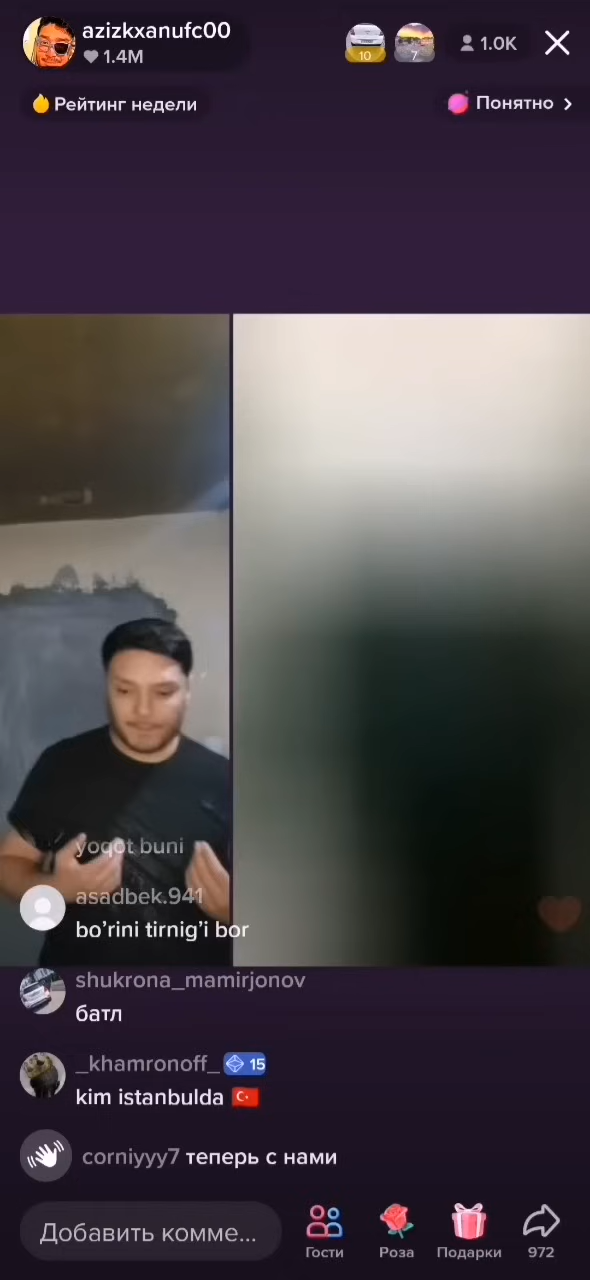 azizkxanufc00
1.4M
10
7
1.0K
Рейтинг недели
Понятно
yoqot buni
asadbek.941
bo’rini tirnig’i bor
shukrona_mamirjonov
батл
_khamronoff_ 15
kim istanbulda 🇹🇷
corniyyy7 теперь с нами
Добавить комме...
Гости
Роза
Подарки
972